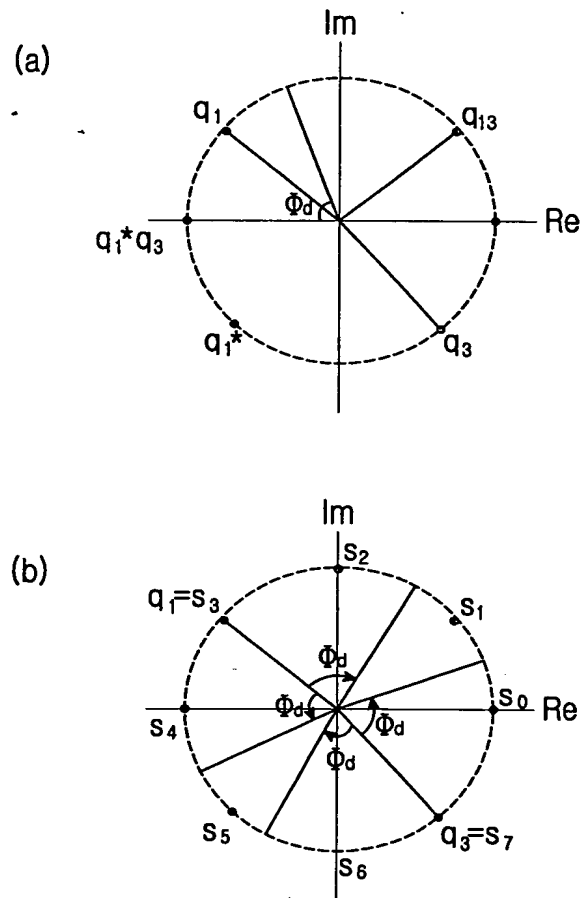 (a)
Im
q₁
q₁₃
Φd
Re
q₁*q₃
q₁*
q₃
(b)
Im
s₂
q₁=s₃
s₁
Φd
Φd
s₀
Re
s₄
Φd
Φd
s₅
q₃=s₇
s₆